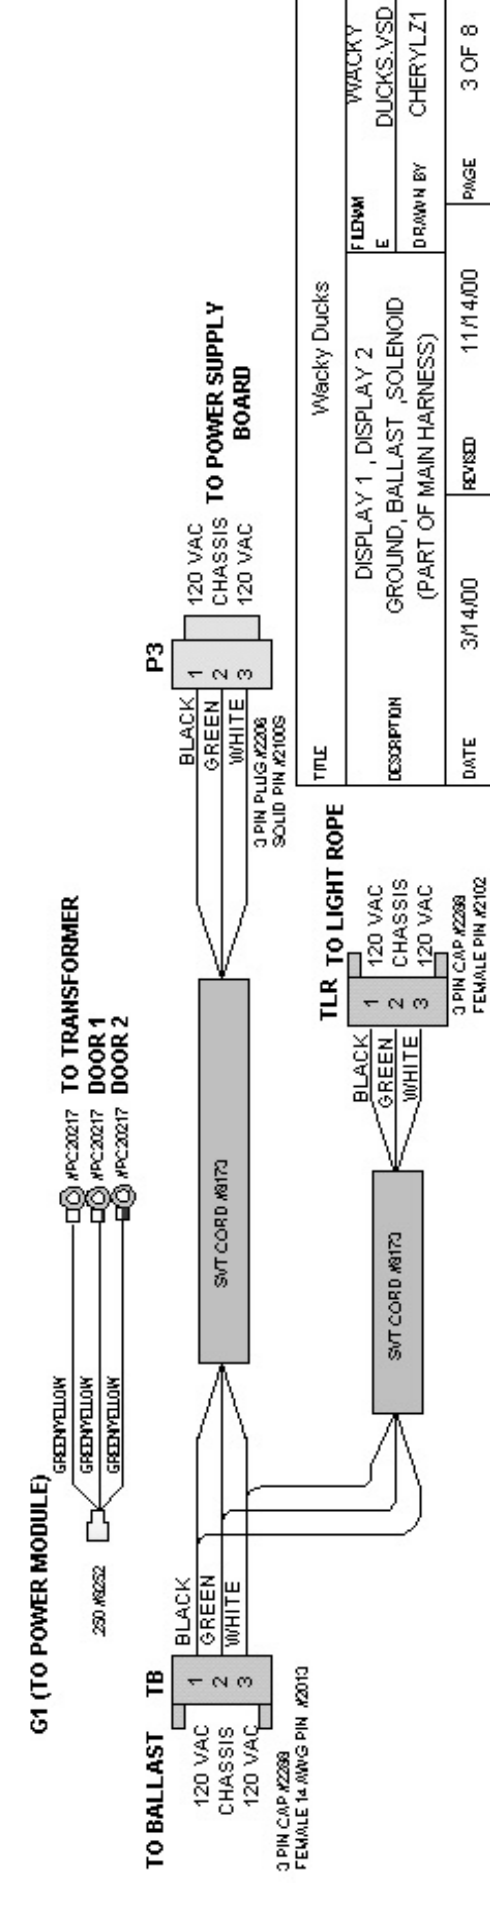 G1 (TO POWER MODULE)
.250 #8252
GREEN/YELLOW
GREEN/YELLOW
GREEN/YELLOW
#PC20217 TO TRANSFORMER
#PC20217 DOOR 1
#PC20217 DOOR 2
TO BALLAST TB
120 VAC 1 BLACK
CHASSIS 2 GREEN
120 VAC 3 WHITE
3 PIN CAP #2298
FEMALE 14 AWG PIN #2013
SVT CORD #8173
P3
BLACK 1 120 VAC
GREEN 2 CHASSIS
WHITE 3 120 VAC
TO POWER SUPPLY
BOARD
3 PIN PLUG #2206
SOLID PIN #2100S
SVT CORD #8173
TLR TO LIGHT ROPE
BLACK 1 120 VAC
GREEN 2 CHASSIS
WHITE 3 120 VAC
3 PIN CAP #2298
FEMALE PIN #2102
TITLE Wacky Ducks
DESCRIPTION
DISPLAY 1 , DISPLAY 2
GROUND, BALLAST ,SOLENOID
(PART OF MAIN HARNESS)
FILENAM
E
WACKY
DUCKS.VSD
DRAWN BY CHERYLZ1
DATE 3/14/00 REVISED 11/14/00 PAGE 3 OF 8